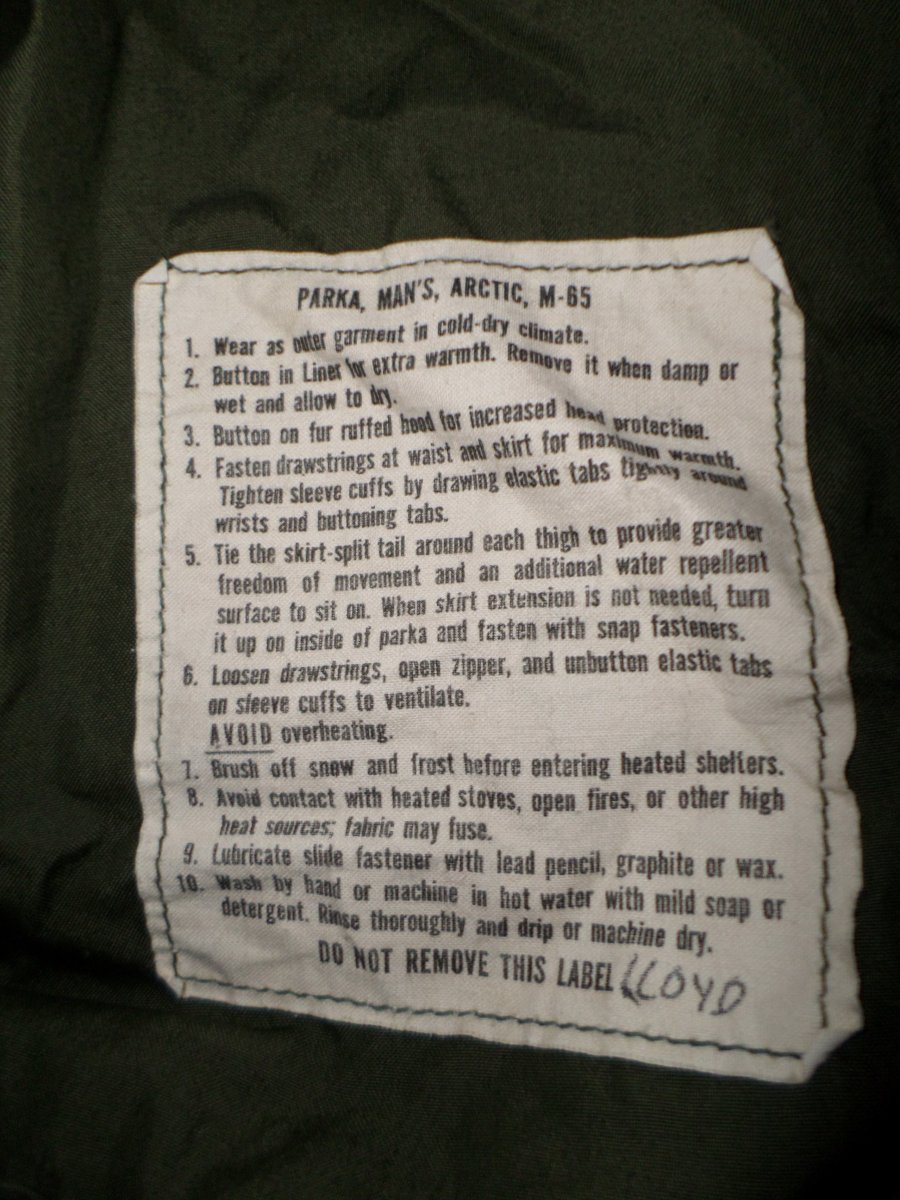 PARKA, MAN'S, ARCTIC, M-65
1. Wear as outer garment in cold-dry climate.
2. Button in Liner for extra warmth. Remove it when damp or
wet and allow to dry.
3. Button on fur ruffed hood for increased head protection.
4. Fasten drawstrings at waist and skirt for maximum warmth.
Tighten sleeve cuffs by drawing elastic tabs tightly around
wrists and buttoning tabs.
5. Tie the skirt-split tail around each thigh to provide greater
freedom of movement and an additional water repellent
surface to sit on. When skirt extension is not needed, turn
it up on inside of parka and fasten with snap fasteners.
6. Loosen drawstrings, open zipper, and unbutton elastic tabs
on sleeve cuffs to ventilate.
AVOID overheating.
7. Brush off snow and frost before entering heated shelters.
8. Avoid contact with heated stoves, open fires, or other high
heat sources; fabric may fuse.
9. Lubricate slide fastener with lead pencil, graphite or wax.
10. Wash by hand or machine in hot water with mild soap or
detergent. Rinse thoroughly and drip or machine dry.
DO NOT REMOVE THIS LABEL LLOYD